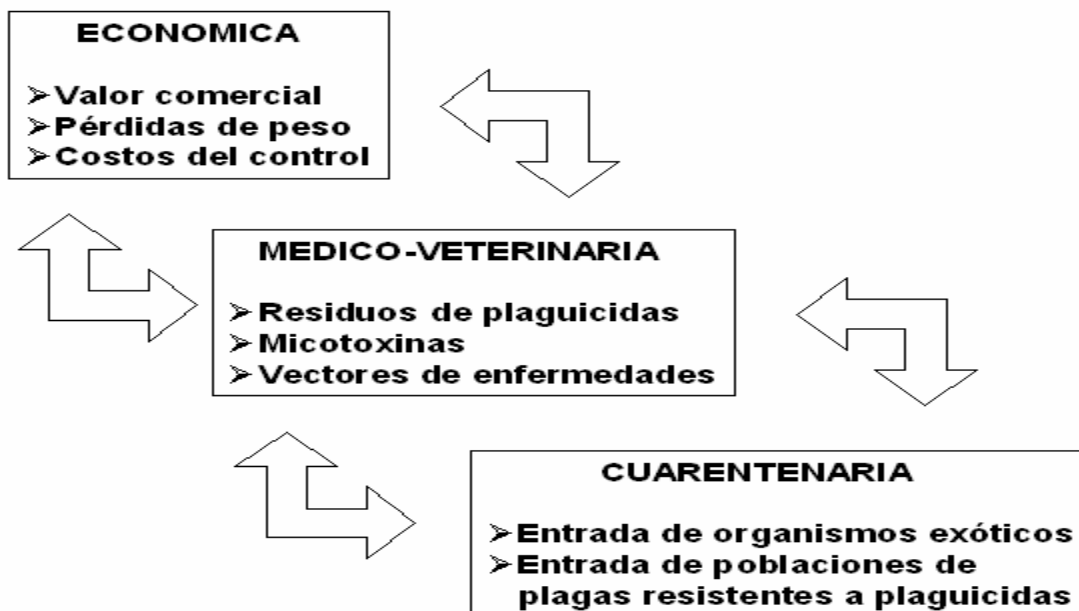 ECONOMICA
➢Valor comercial
➢Pérdidas de peso
➢Costos del control
MEDICO-VETERINARIA
➢Residuos de plaguicidas
➢Micotoxinas
➢Vectores de enfermedades
CUARENTENARIA
➢Entrada de organismos exóticos
➢Entrada de poblaciones de
plagas resistentes a plaguicidas